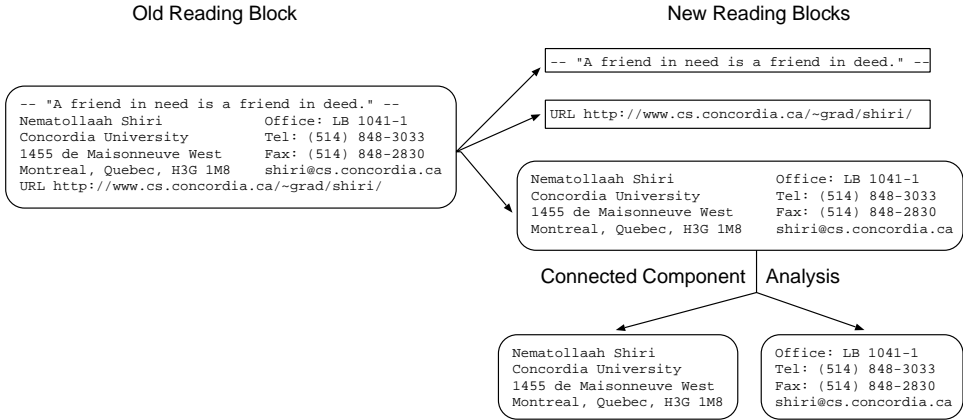 Old Reading Block
New Reading Blocks
-- "A friend in need is a friend in deed." --
Nematollaah Shiri Office: LB 1041-1
Concordia University Tel: (514) 848-3033
1455 de Maisonneuve West Fax: (514) 848-2830
Montreal, Quebec, H3G 1M8 shiri@cs.concordia.ca
URL http://www.cs.concordia.ca/~grad/shiri/
-- "A friend in need is a friend in deed." --
URL http://www.cs.concordia.ca/~grad/shiri/
Nematollaah Shiri Office: LB 1041-1
Concordia University Tel: (514) 848-3033
1455 de Maisonneuve West Fax: (514) 848-2830
Montreal, Quebec, H3G 1M8 shiri@cs.concordia.ca
Connected Component Analysis
Nematollaah Shiri
Concordia University
1455 de Maisonneuve West
Montreal, Quebec, H3G 1M8
Office: LB 1041-1
Tel: (514) 848-3033
Fax: (514) 848-2830
shiri@cs.concordia.ca